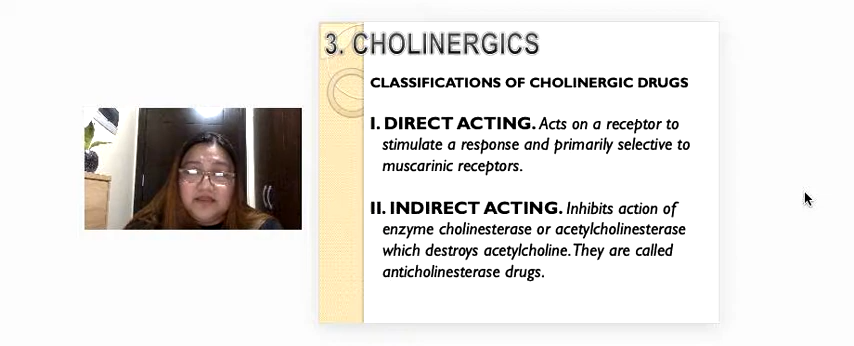 3. CHOLINERGICS
CLASSIFICATIONS OF CHOLINERGIC DRUGS
I. DIRECT ACTING. Acts on a receptor to
stimulate a response and primarily selective to
muscarinic receptors.
II. INDIRECT ACTING. Inhibits action of
enzyme cholinesterase or acetylcholinesterase
which destroys acetylcholine. They are called
anticholinesterase drugs.